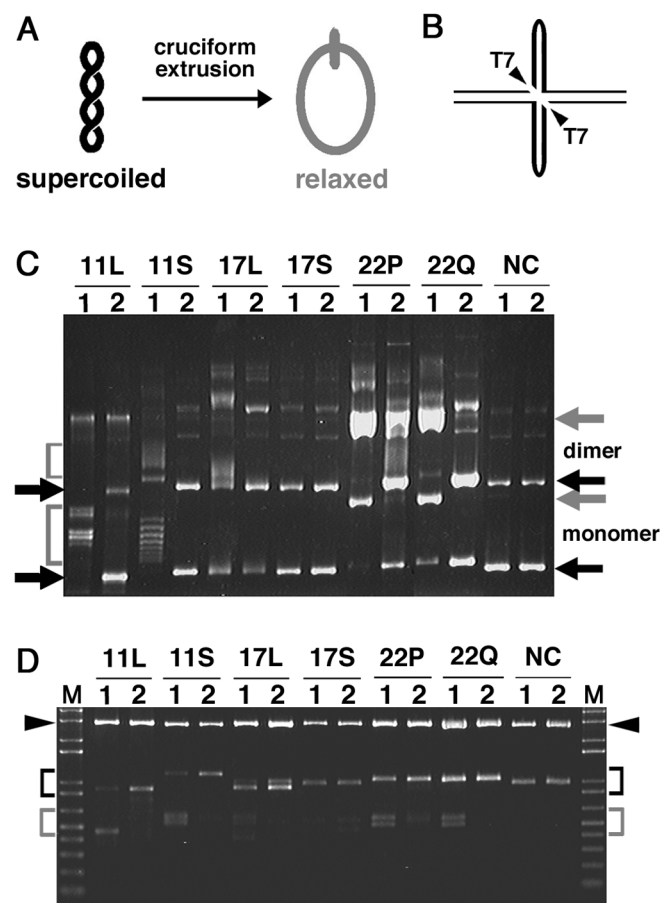 A
cruciform
extrusion
supercoiled
relaxed
B
T7
T7
C
11L 11S 17L 17S 22P 22Q NC
1 2 1 2 1 2 1 2 1 2 1 2 1 2
dimer
monomer
D
11L 11S 17L 17S 22P 22Q NC
M 1 2 1 2 1 2 1 2 1 2 1 2 1 2 M